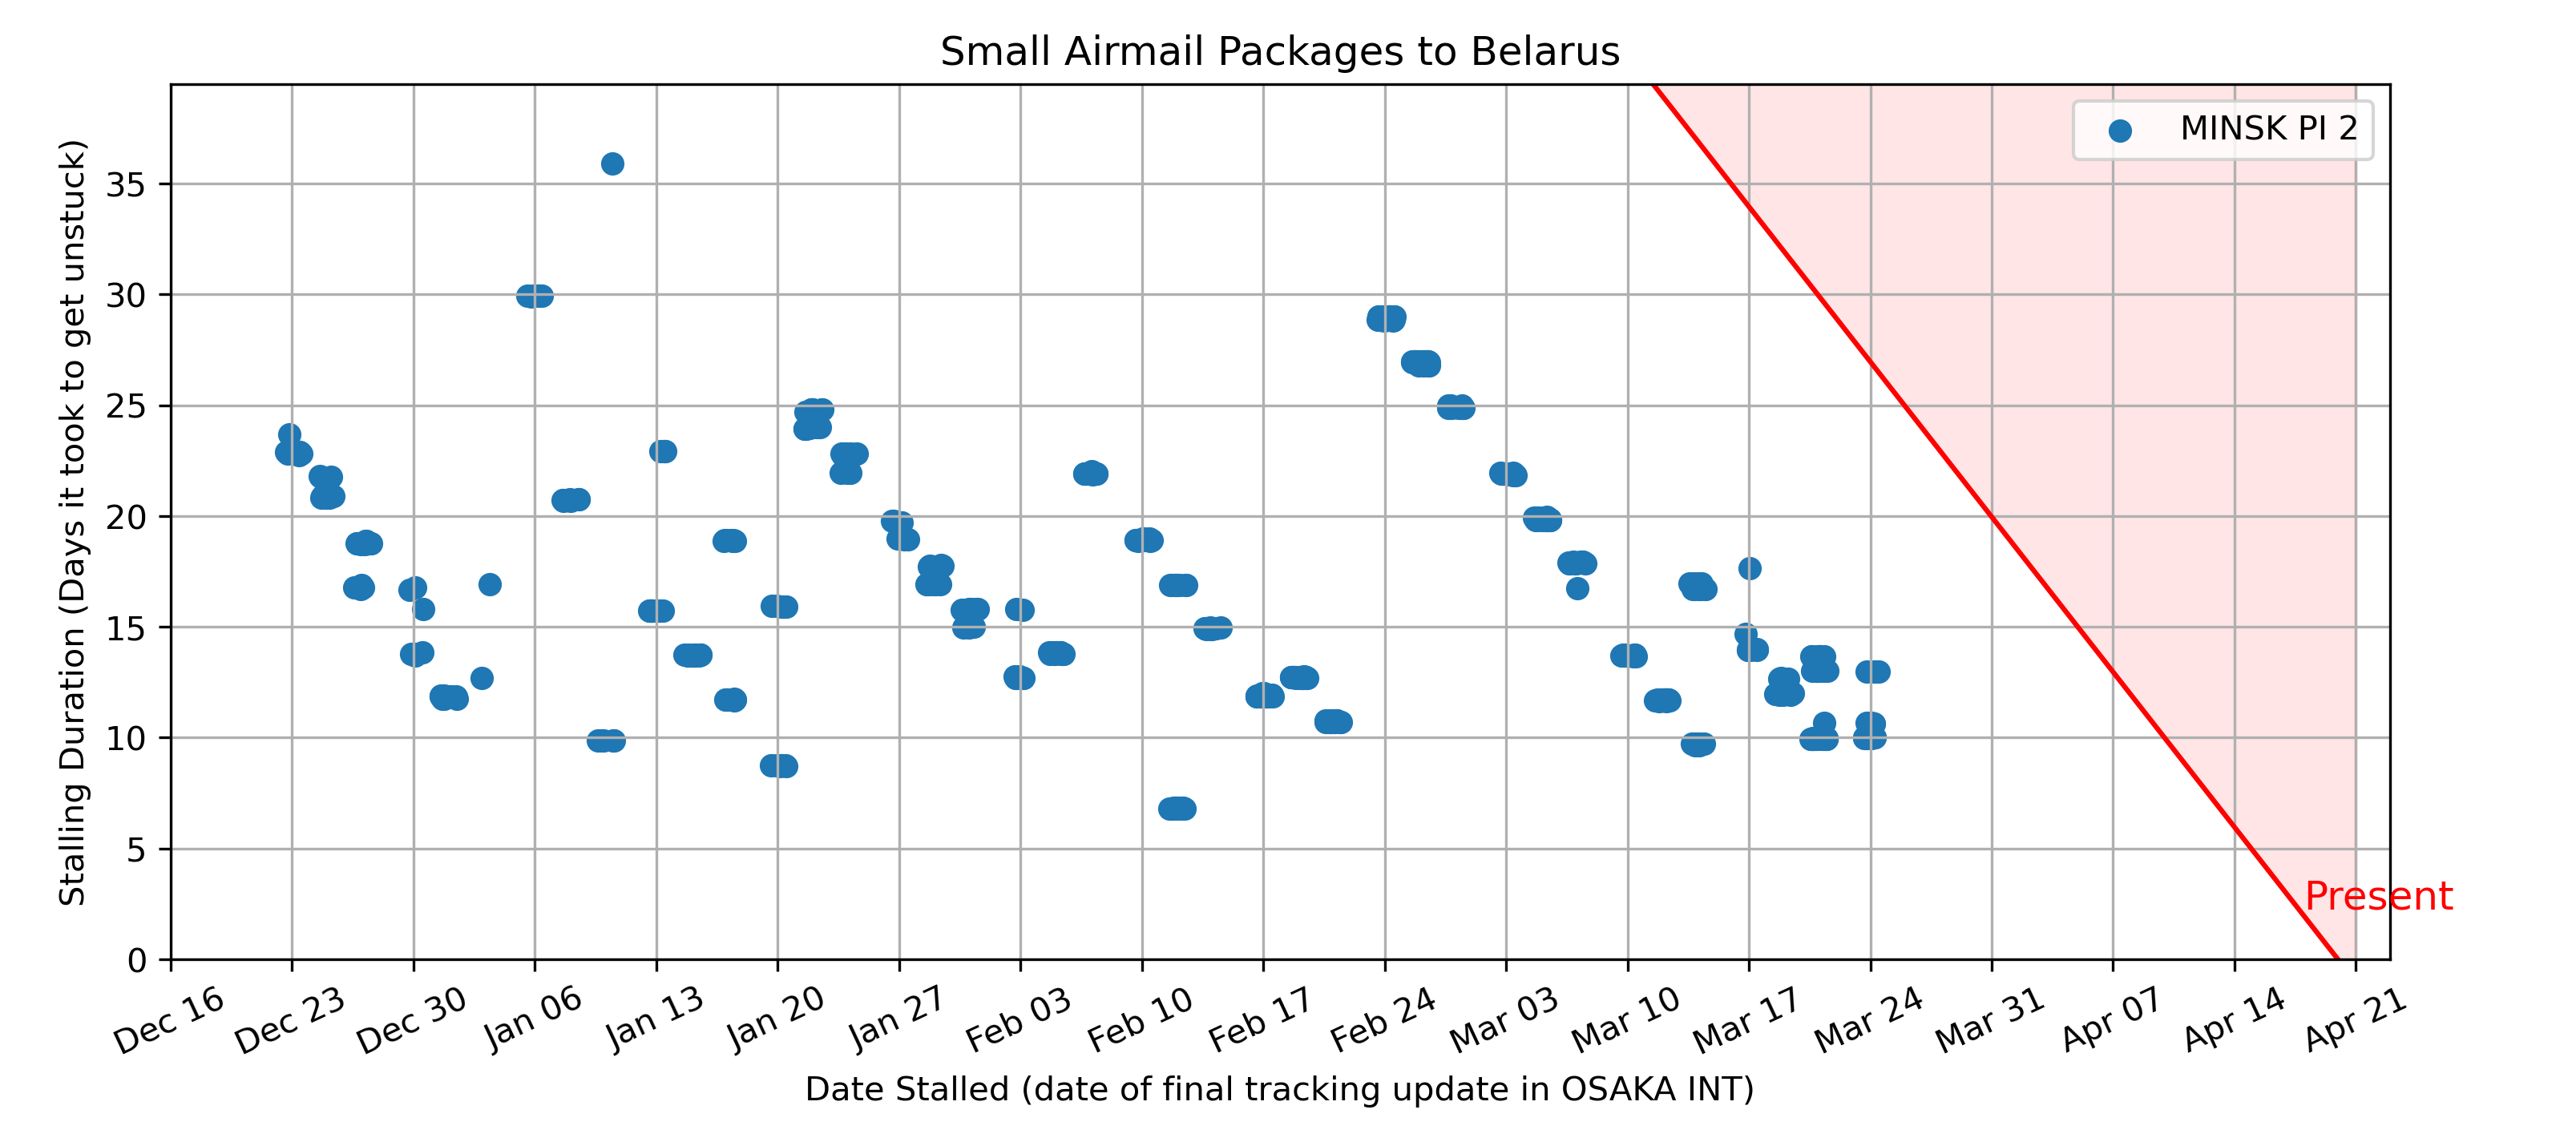 Small Airmail Packages to Belarus
MINSK PI 2
Stalling Duration (Days it took to get unstuck)
35
30
25
20
15
10
5
0
Present
Dec 16 Dec 23 Dec 30 Jan 06 Jan 13 Jan 20 Jan 27 Feb 03 Feb 10 Feb 17 Feb 24 Mar 03 Mar 10 Mar 17 Mar 24 Mar 31 Apr 07 Apr 14 Apr 21
Date Stalled (date of final tracking update in OSAKA INT)